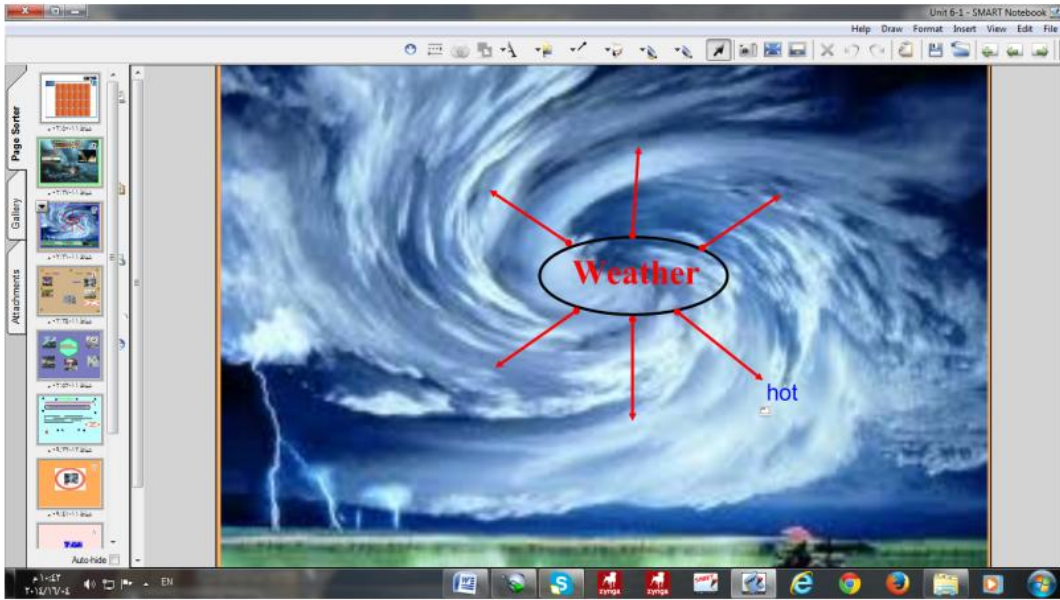 Unit 6-1 - SMART Notebook
Help Draw Format Insert View Edit File
Page Sorter
Gallery
Attachments
Weather
hot
Auto-hide
EN
zynga
zynga
SMART